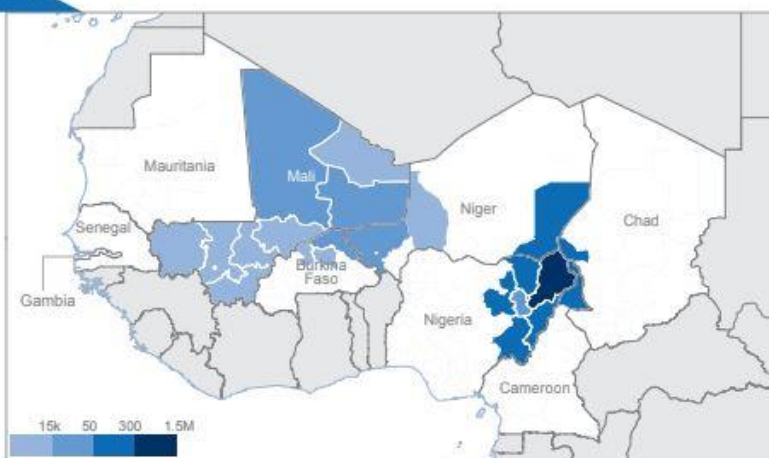 Mauritania
Mali
Niger
Chad
Senegal
Burkina
Faso
Gambia
Nigeria
Cameroon
15k 50 300 1.5M